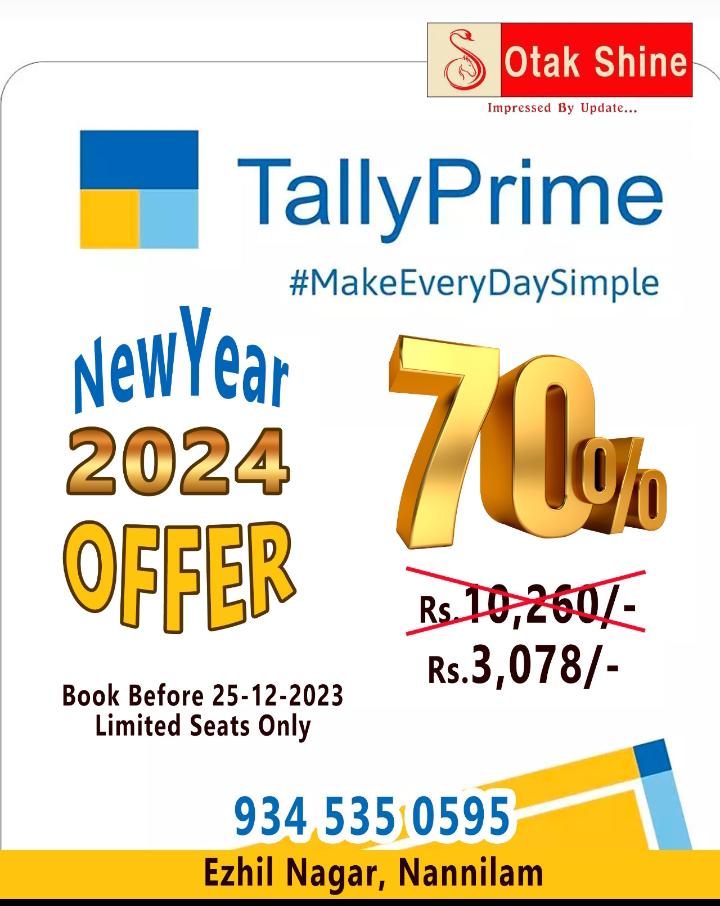 Otak Shine
Impressed By Update...
TallyPrime
#MakeEveryDaySimple
NewYear
2024
OFFER
70%
Rs.10,260/-
Rs.3,078/-
Book Before 25-12-2023
Limited Seats Only
934 535 0595
Ezhil Nagar, Nannilam